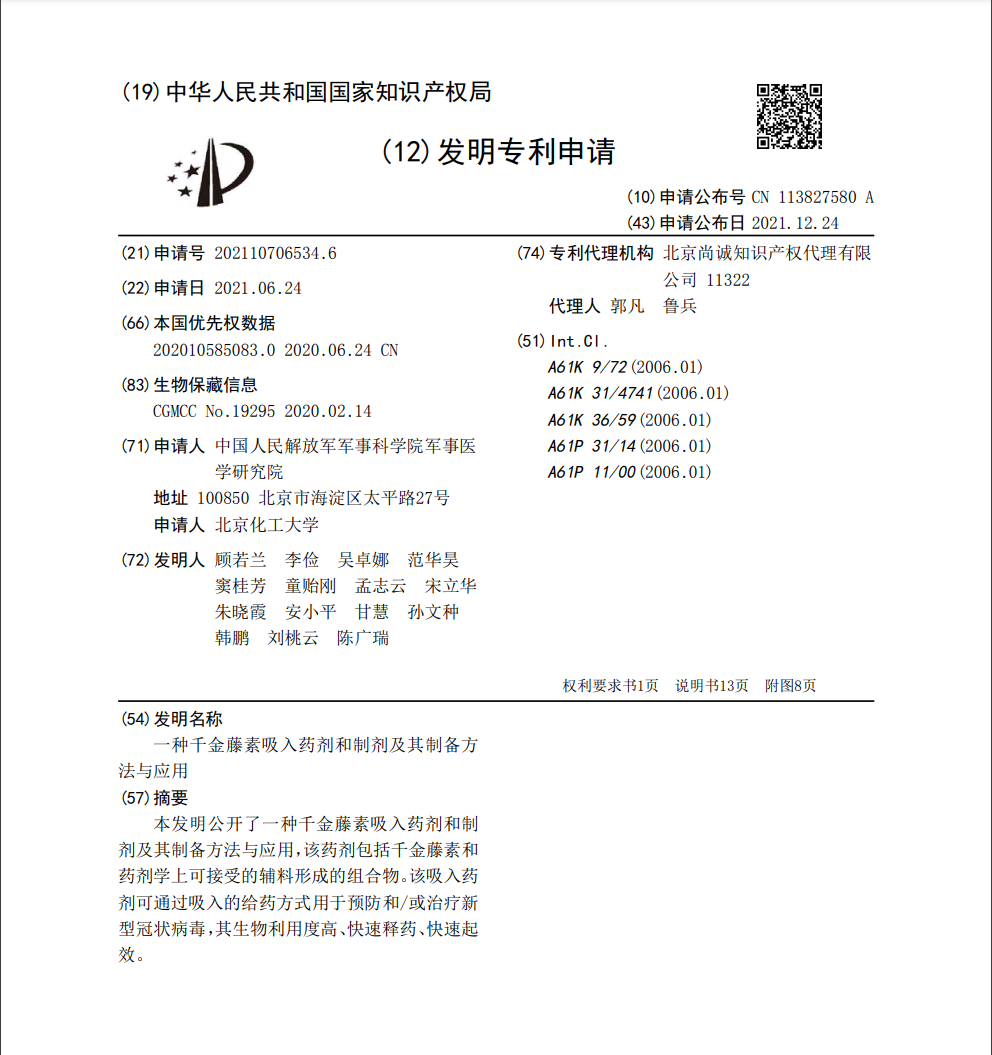 (19)中华人民共和国国家知识产权局
(12)发明专利申请
(10)申请公布号 CN 113827580 A
(43)申请公布日 2021.12.24
(21)申请号 202110706534.6
(22)申请日 2021.06.24
(66)本国优先权数据
202010585083.0 2020.06.24 CN
(83)生物保藏信息
CGMCC No.19295 2020.02.14
(71)申请人 中国人民解放军军事科学院军事医
学研究院
地址 100850 北京市海淀区太平路27号
申请人 北京化工大学
(72)发明人 顾若兰 李俭 吴卓娜 范华昊
窦桂芳 童贻刚 孟志云 宋立华
朱晓霞 安小平 甘慧 孙文种
韩鹏 刘桃云 陈广瑞
(74)专利代理机构 北京尚诚知识产权代理有限
公司 11322
代理人 郭凡 鲁兵
(51)Int.Cl.
A61K 9/72(2006.01)
A61K 31/4741(2006.01)
A61K 36/59(2006.01)
A61P 31/14(2006.01)
A61P 11/00(2006.01)
权利要求书1页 说明书13页 附图8页
(54)发明名称
一种千金藤素吸入药剂和制剂及其制备方
法与应用
(57)摘要
本发明公开了一种千金藤素吸入药剂和制
剂及其制备方法与应用,该药剂包括千金藤素和
药剂学上可接受的辅料形成的组合物。该吸入药
剂可通过吸入的给药方式用于预防和/或治疗新
型冠状病毒,其生物利用度高、快速释药、快速起
效。